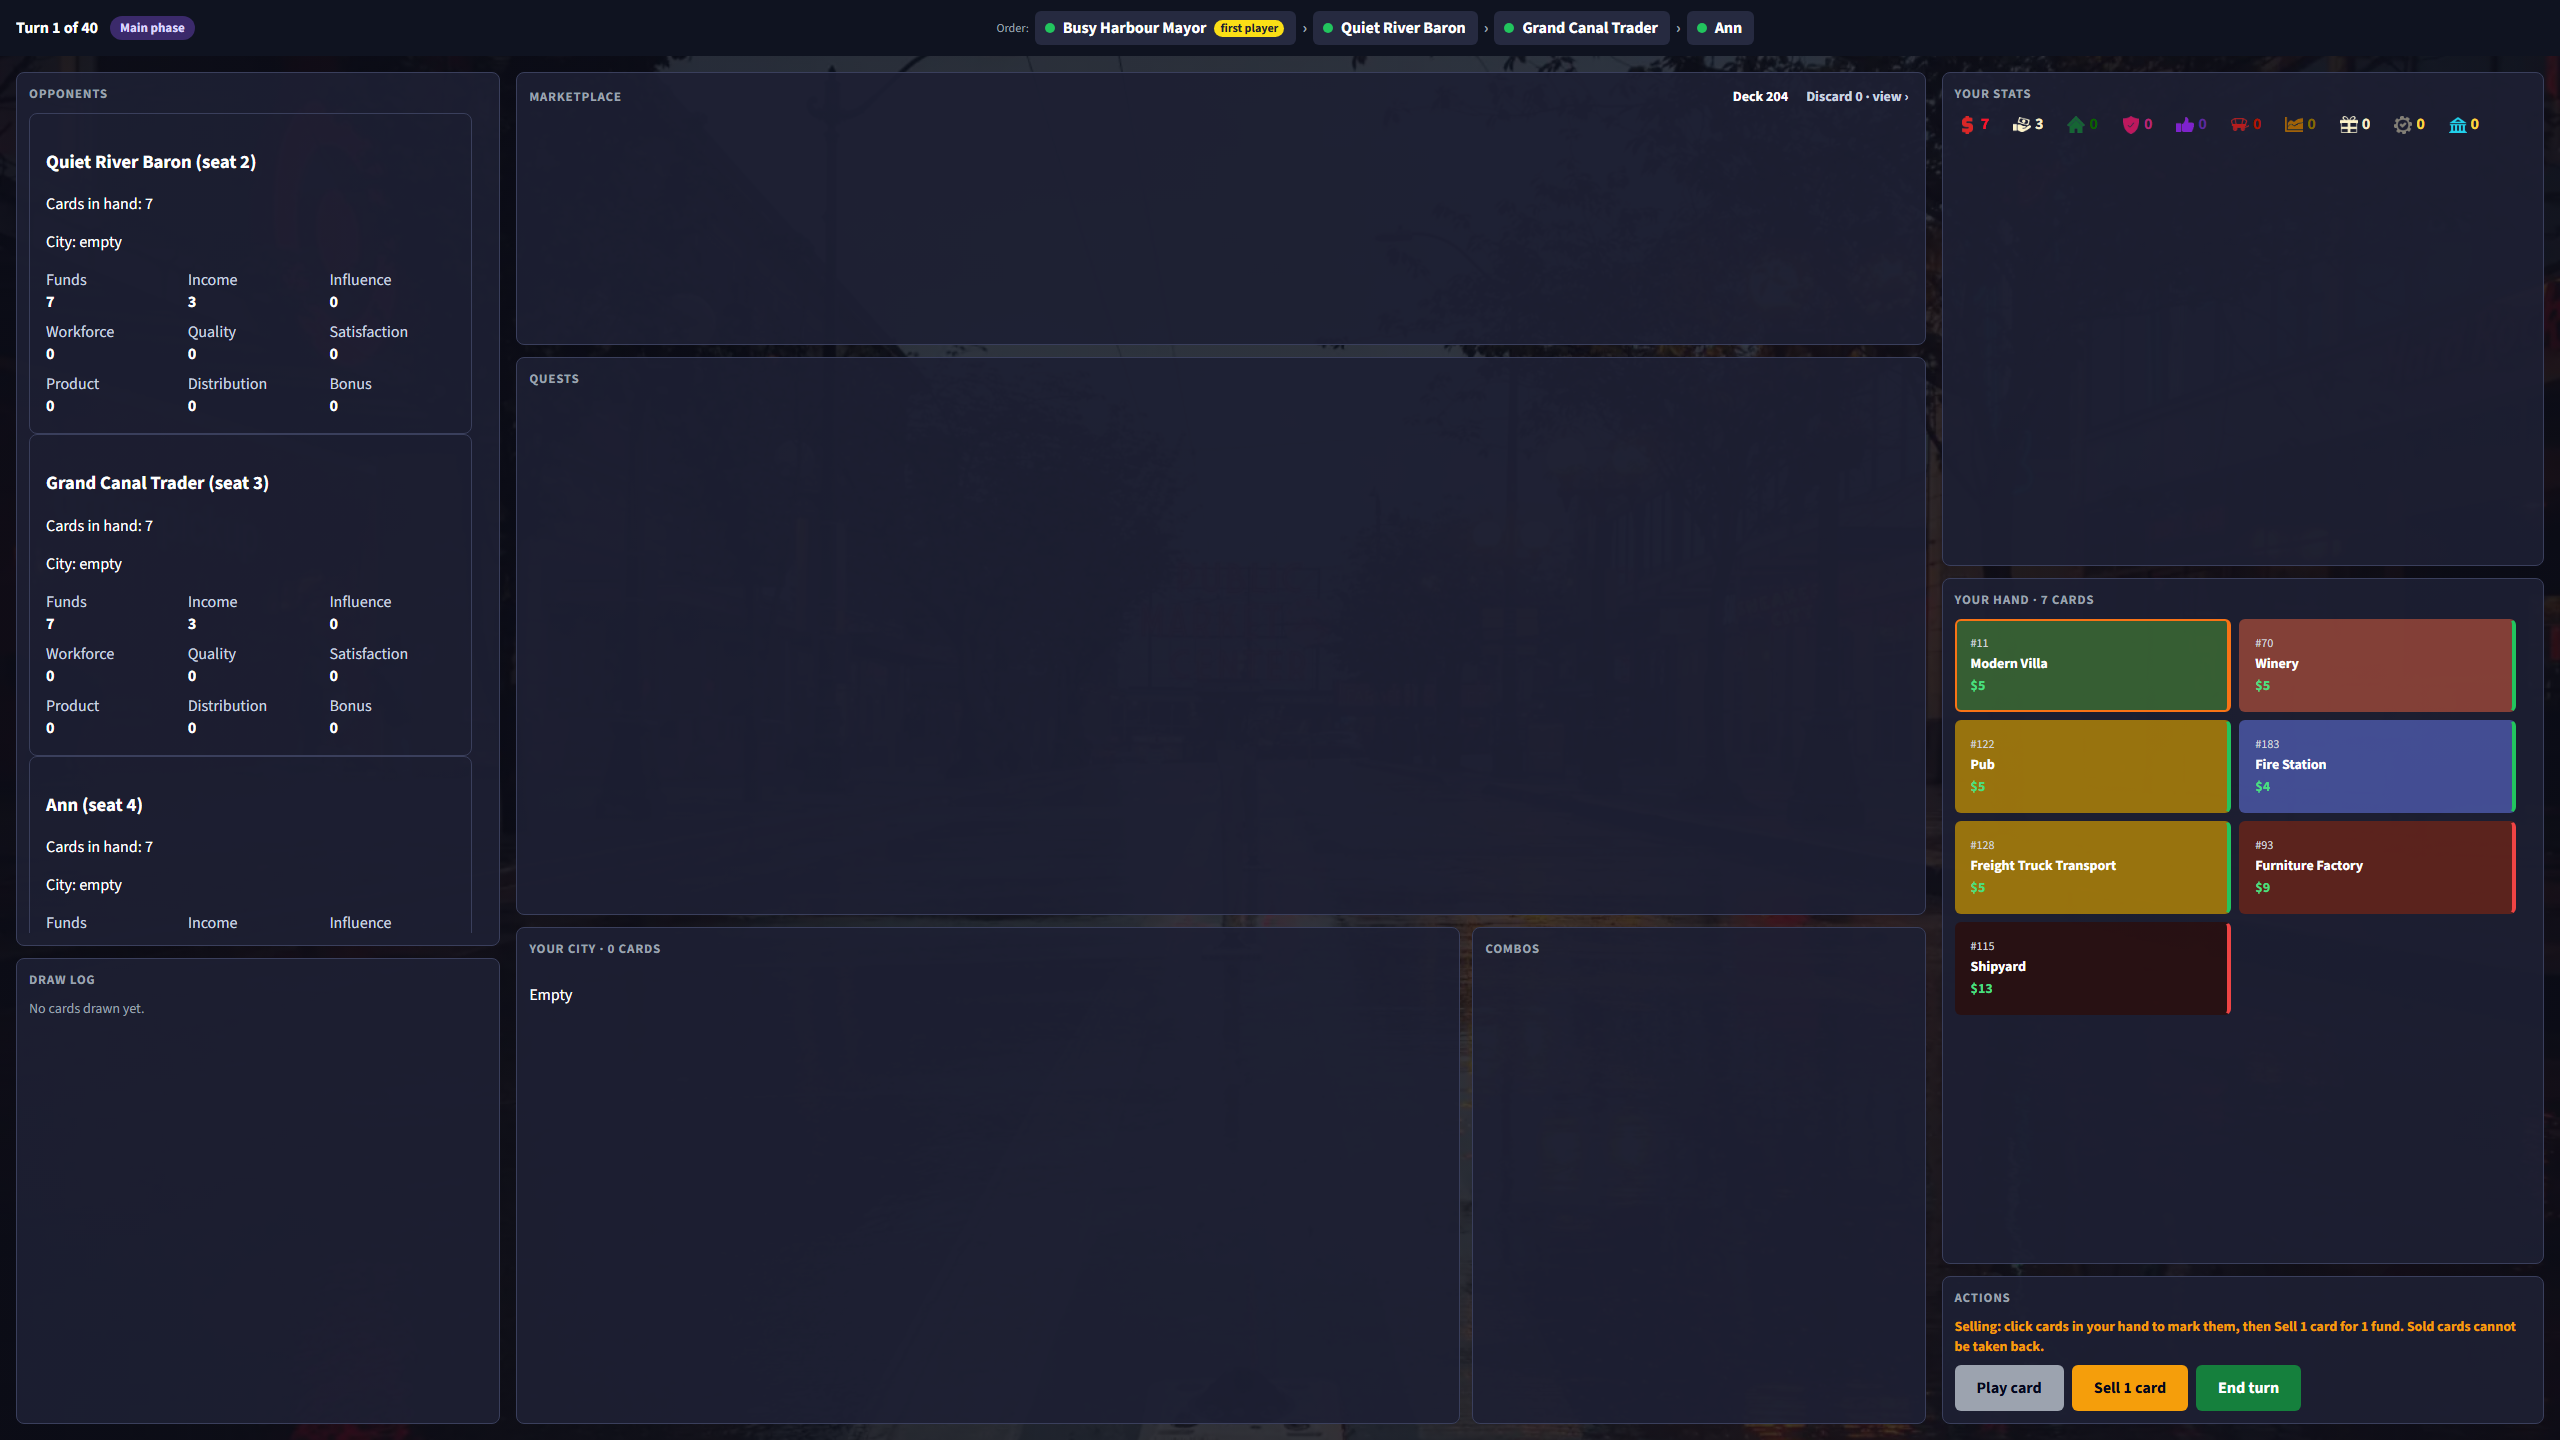 Turn 1 of 40
Main phase
Order:
Busy Harbour Mayor
first player
›
Quiet River Baron
›
Grand Canal Trader
›
Ann
OPPONENTS
Quiet River Baron (seat 2)
Cards in hand: 7
City: empty
Funds Income Influence
7 3 0
Workforce Quality Satisfaction
0 0 0
Product Distribution Bonus
0 0 0
Grand Canal Trader (seat 3)
Cards in hand: 7
City: empty
Funds Income Influence
7 3 0
Workforce Quality Satisfaction
0 0 0
Product Distribution Bonus
0 0 0
Ann (seat 4)
Cards in hand: 7
City: empty
Funds Income Influence
DRAW LOG
No cards drawn yet.
MARKETPLACE
Deck 204 Discard 0 · view ›
QUESTS
YOUR CITY · 0 CARDS
Empty
COMBOS
YOUR STATS
7 3 0 0 0 0 0 0 0 0
YOUR HAND · 7 CARDS
#11
Modern Villa
$5
#70
Winery
$5
#122
Pub
$5
#183
Fire Station
$4
#128
Freight Truck Transport
$5
#93
Furniture Factory
$9
#115
Shipyard
$13
ACTIONS
Selling: click cards in your hand to mark them, then Sell 1 card for 1 fund. Sold cards cannot
be taken back.
Play card
Sell 1 card
End turn